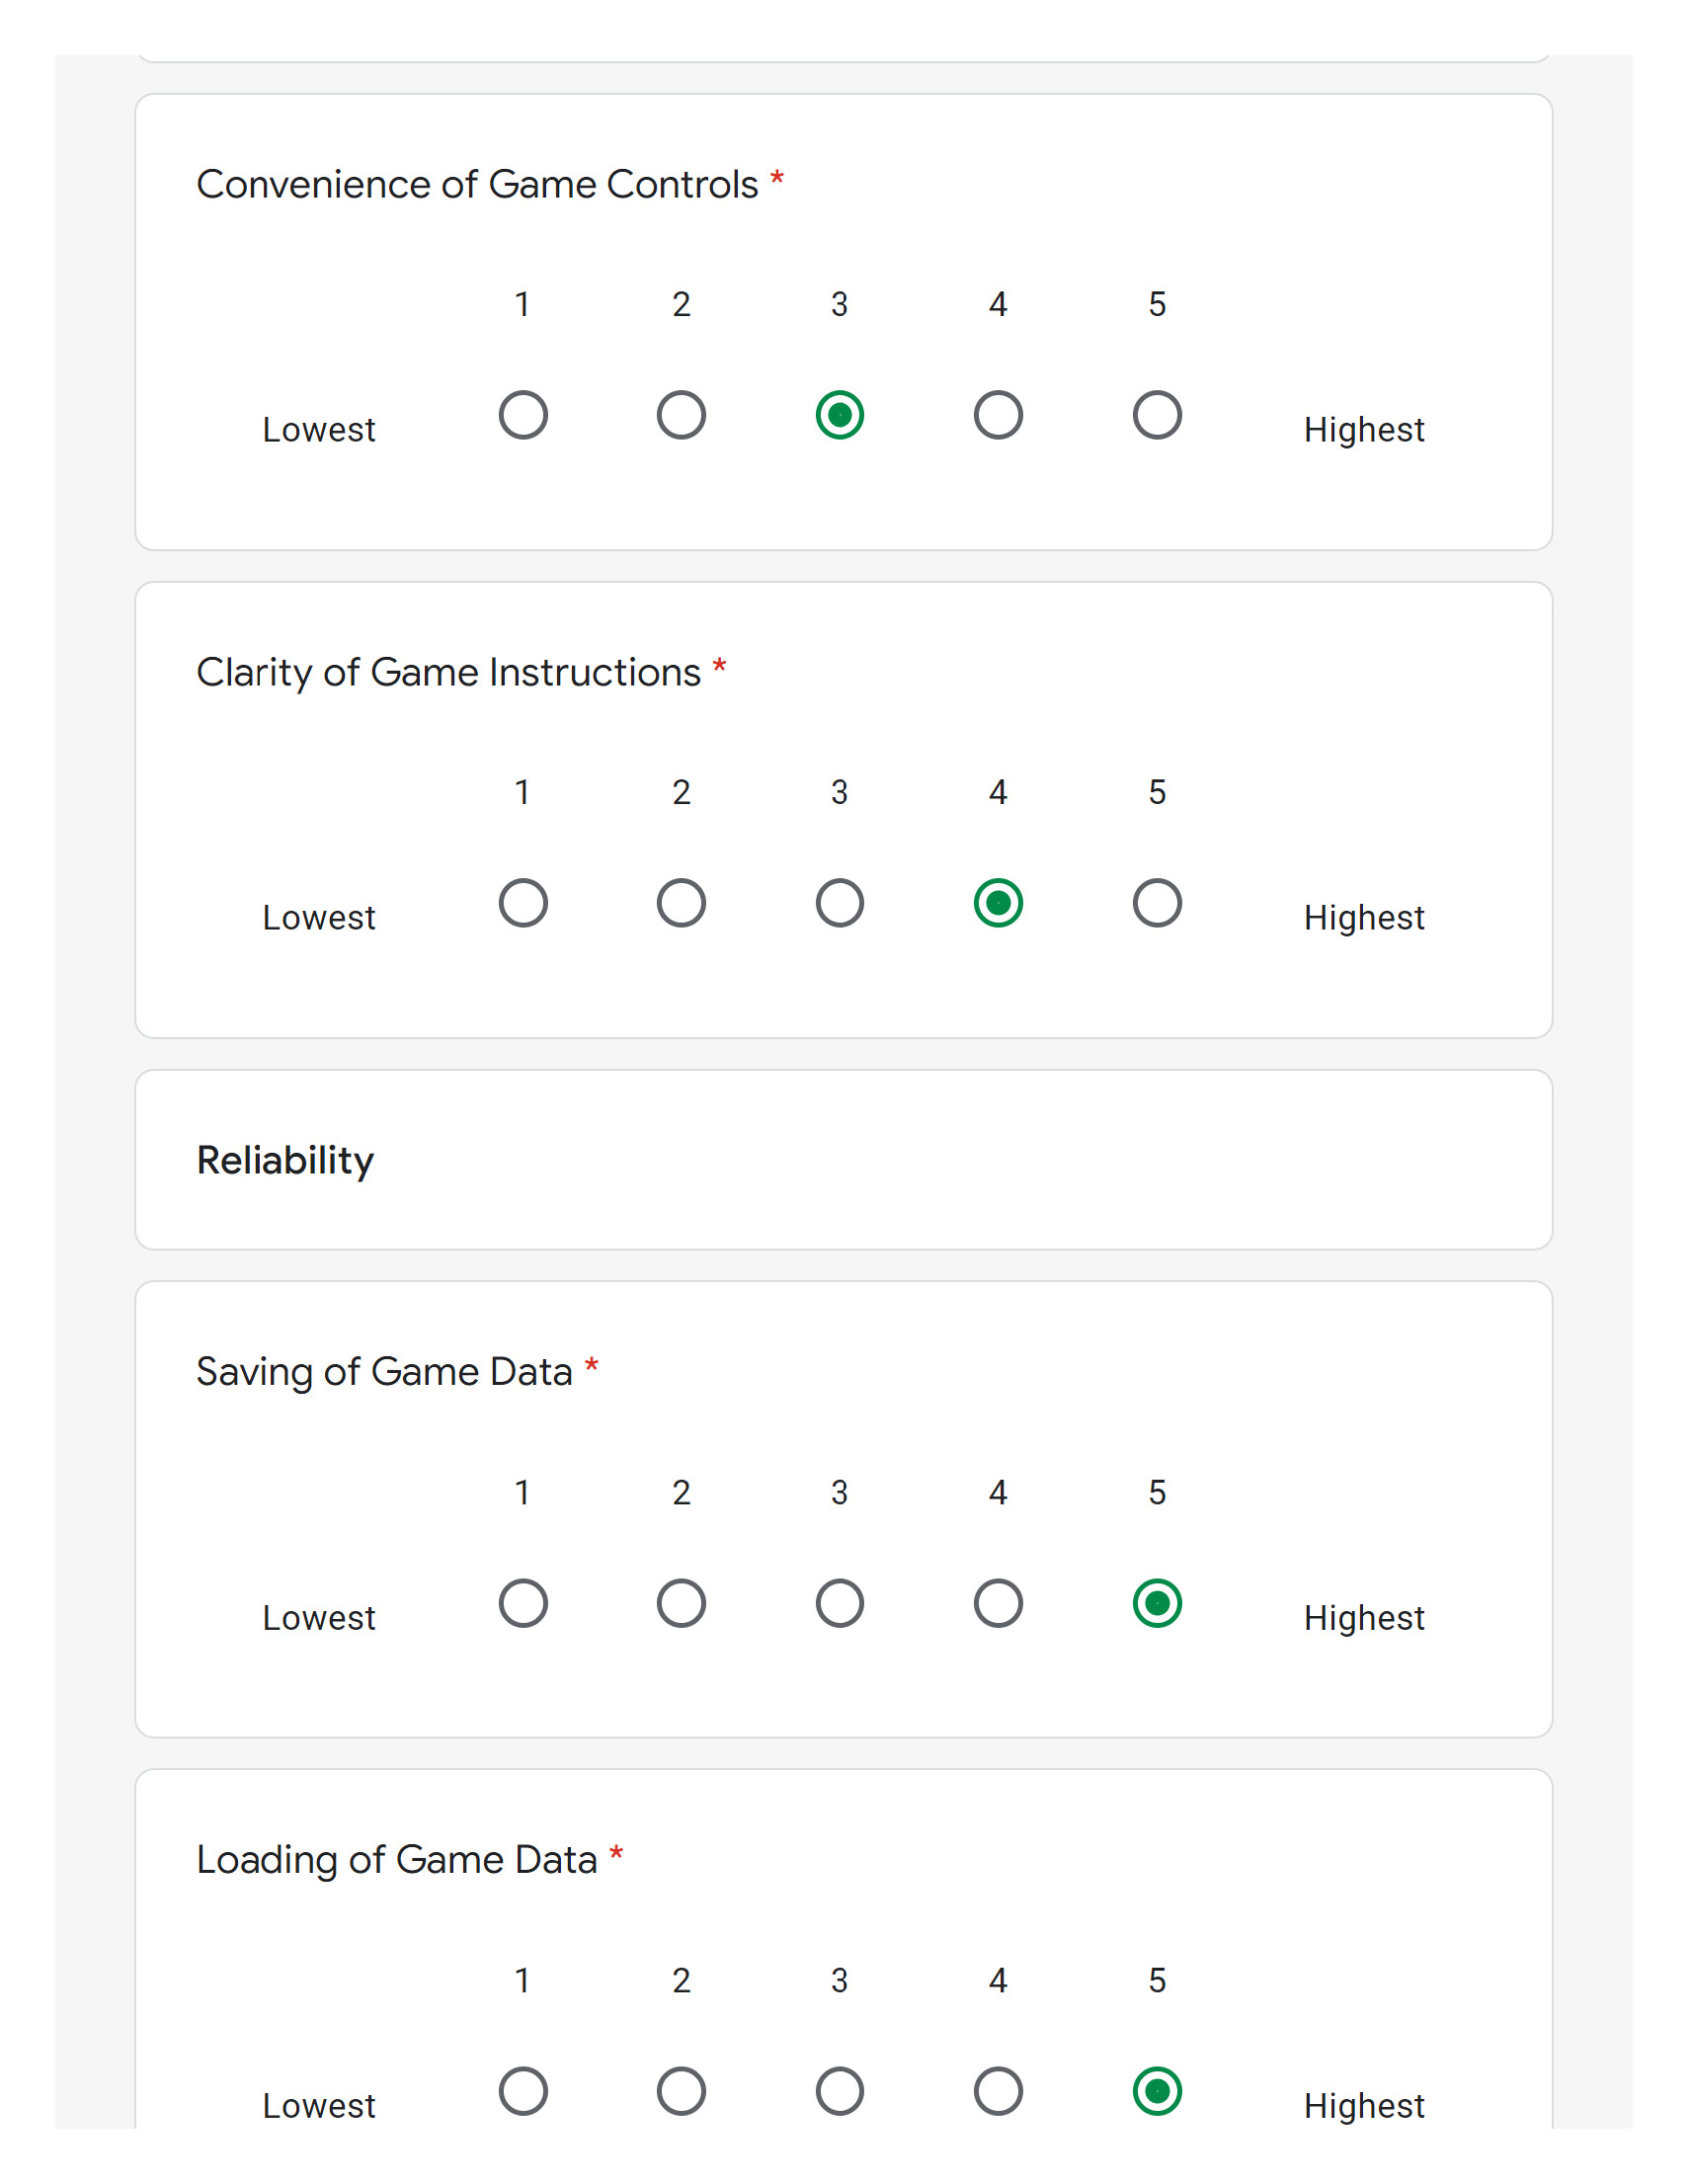 Convenience of Game Controls *
1 2 3 4 5
Lowest Highest
Clarity of Game Instructions *
1 2 3 4 5
Lowest Highest
Reliability
Saving of Game Data *
1 2 3 4 5
Lowest Highest
Loading of Game Data *
1 2 3 4 5
Lowest Highest